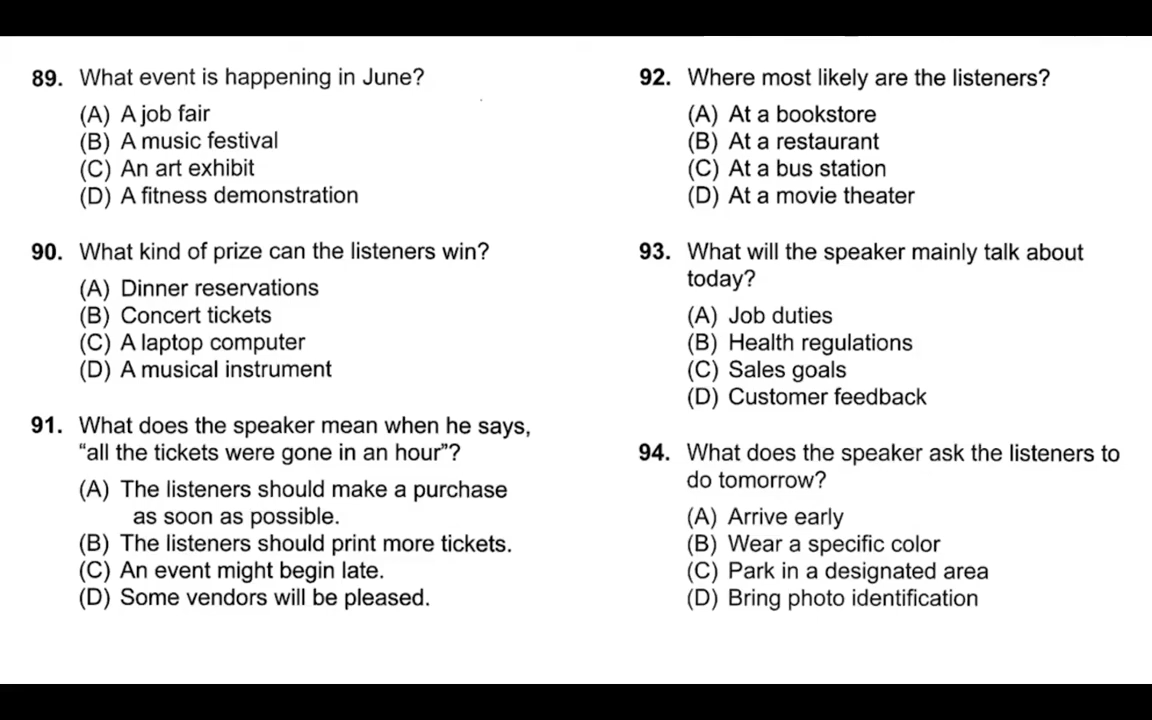 89. What event is happening in June?
(A) A job fair
(B) A music festival
(C) An art exhibit
(D) A fitness demonstration
90. What kind of prize can the listeners win?
(A) Dinner reservations
(B) Concert tickets
(C) A laptop computer
(D) A musical instrument
91. What does the speaker mean when he says,
“all the tickets were gone in an hour”?
(A) The listeners should make a purchase
as soon as possible.
(B) The listeners should print more tickets.
(C) An event might begin late.
(D) Some vendors will be pleased.
92. Where most likely are the listeners?
(A) At a bookstore
(B) At a restaurant
(C) At a bus station
(D) At a movie theater
93. What will the speaker mainly talk about
today?
(A) Job duties
(B) Health regulations
(C) Sales goals
(D) Customer feedback
94. What does the speaker ask the listeners to
do tomorrow?
(A) Arrive early
(B) Wear a specific color
(C) Park in a designated area
(D) Bring photo identification